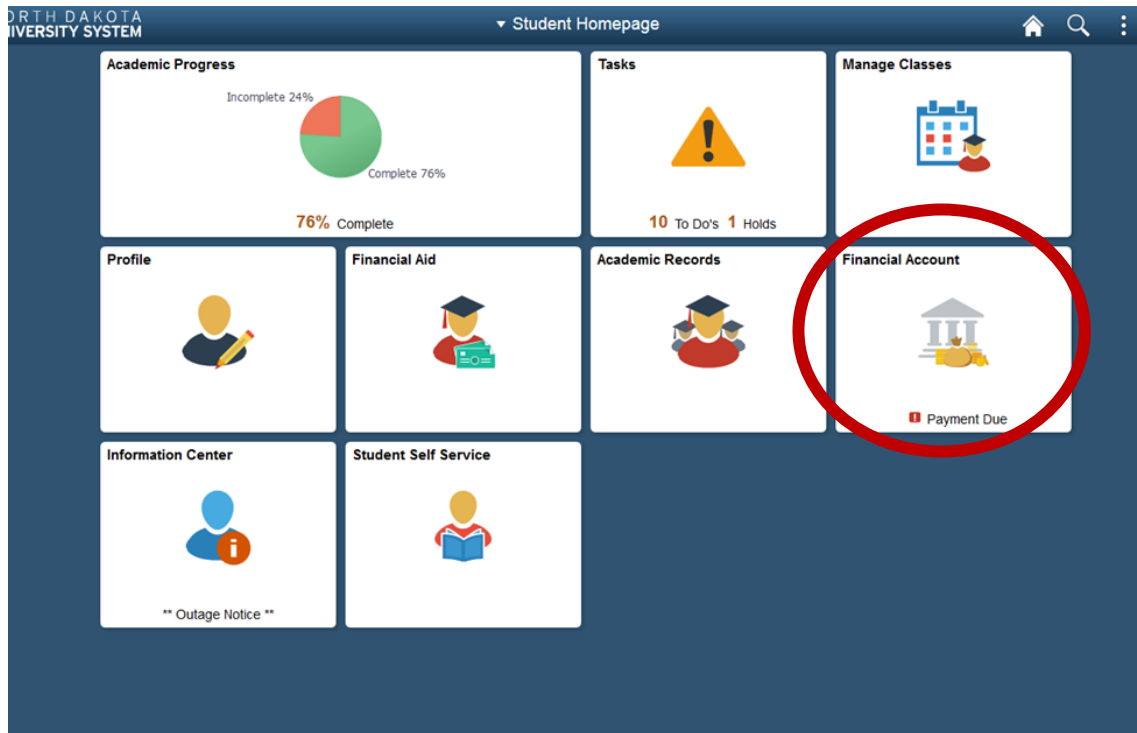 ORTH DAKOTA
IVERSITY SYSTEM
Student Homepage
Academic Progress
Incomplete 24%
Complete 76%
76% Complete
Tasks
10 To Do's 1 Holds
Manage Classes
Profile
Financial Aid
Academic Records
Financial Account
Payment Due
Information Center
** Outage Notice **
Student Self Service